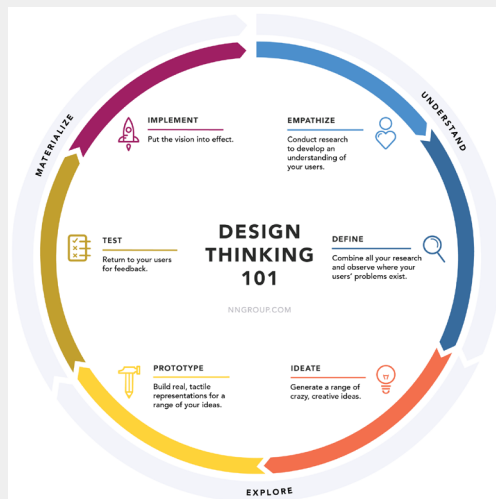 DESIGN
THINKING
101
NNGROUP.COM
UNDERSTAND
EMPATHIZE
Conduct research
to develop an
understanding of
your users.
DEFINE
Combine all your research
and observe where your
users' problems exist.
EXPLORE
IDEATE
Generate a range of
crazy, creative ideas.
PROTOTYPE
Build real, tactile
representations for a
range of your ideas.
MATERIALIZE
TEST
Return to your users
for feedback.
IMPLEMENT
Put the vision into effect.